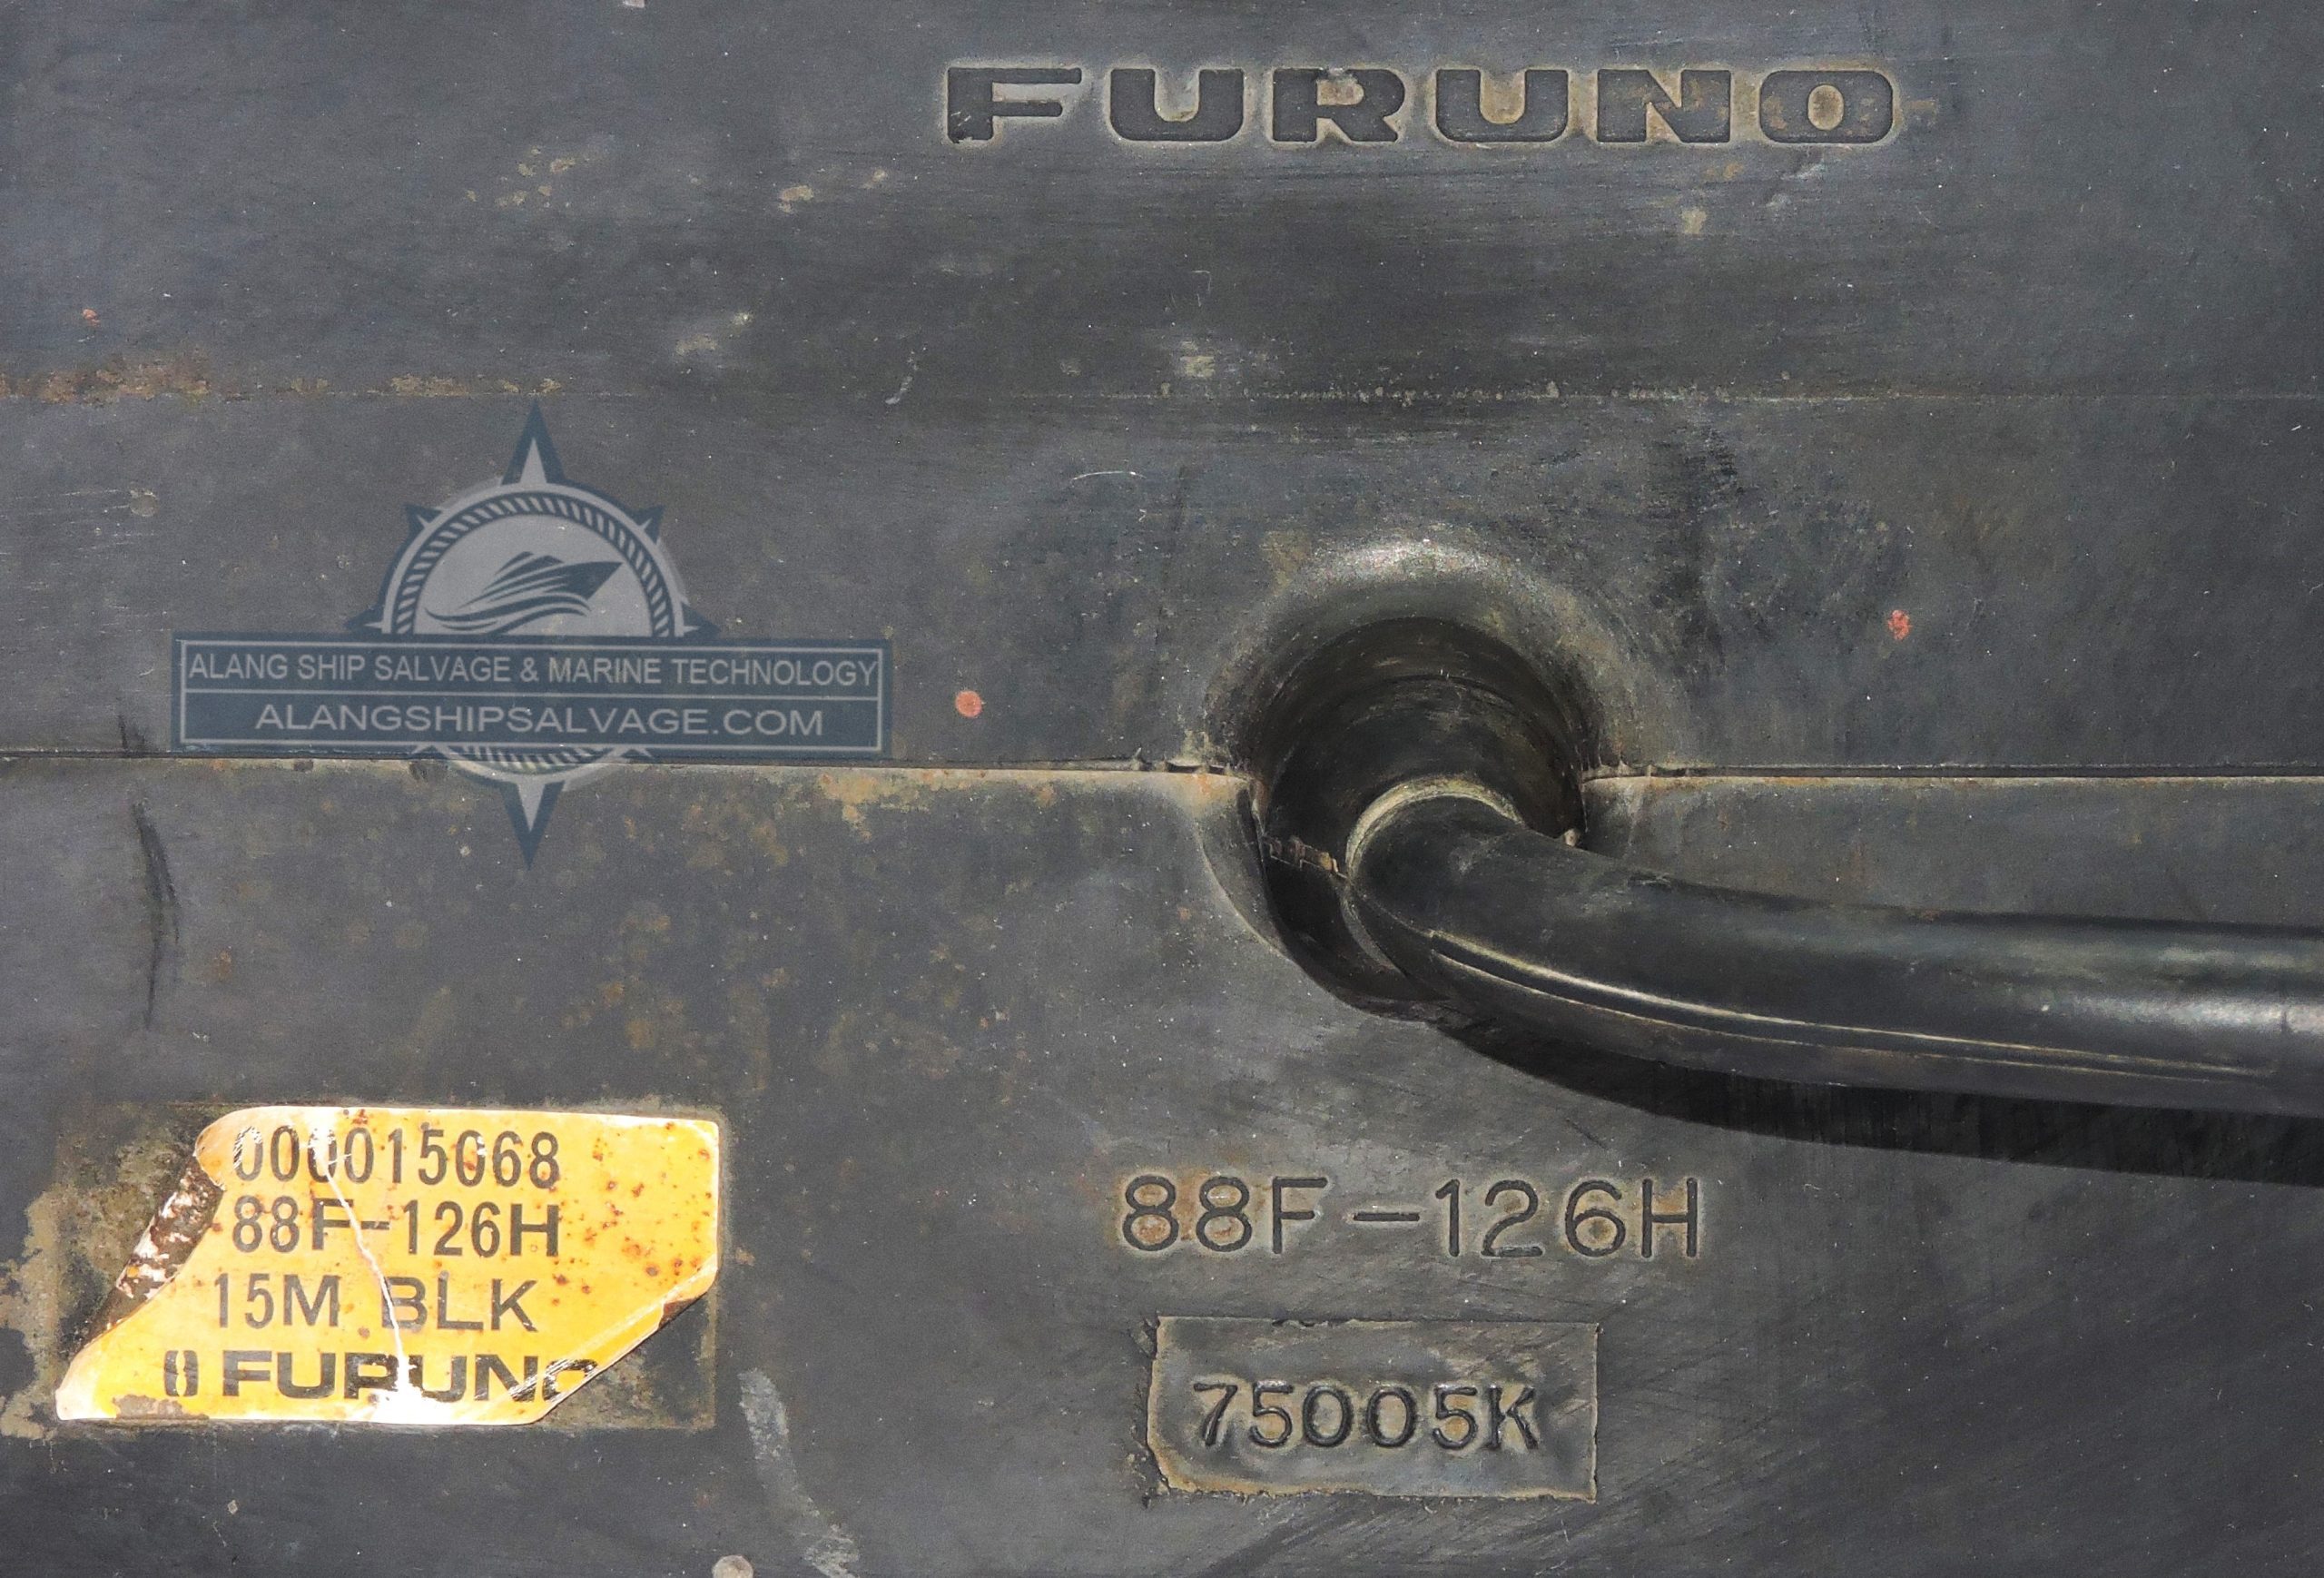 FURUNO
ALANG SHIP SALVAGE & MARINE TECHNOLOGY
ALANGSHIPSALVAGE.COM
000015068
88F-126H
15M BLK
FURUNO
88F-126H
75005K